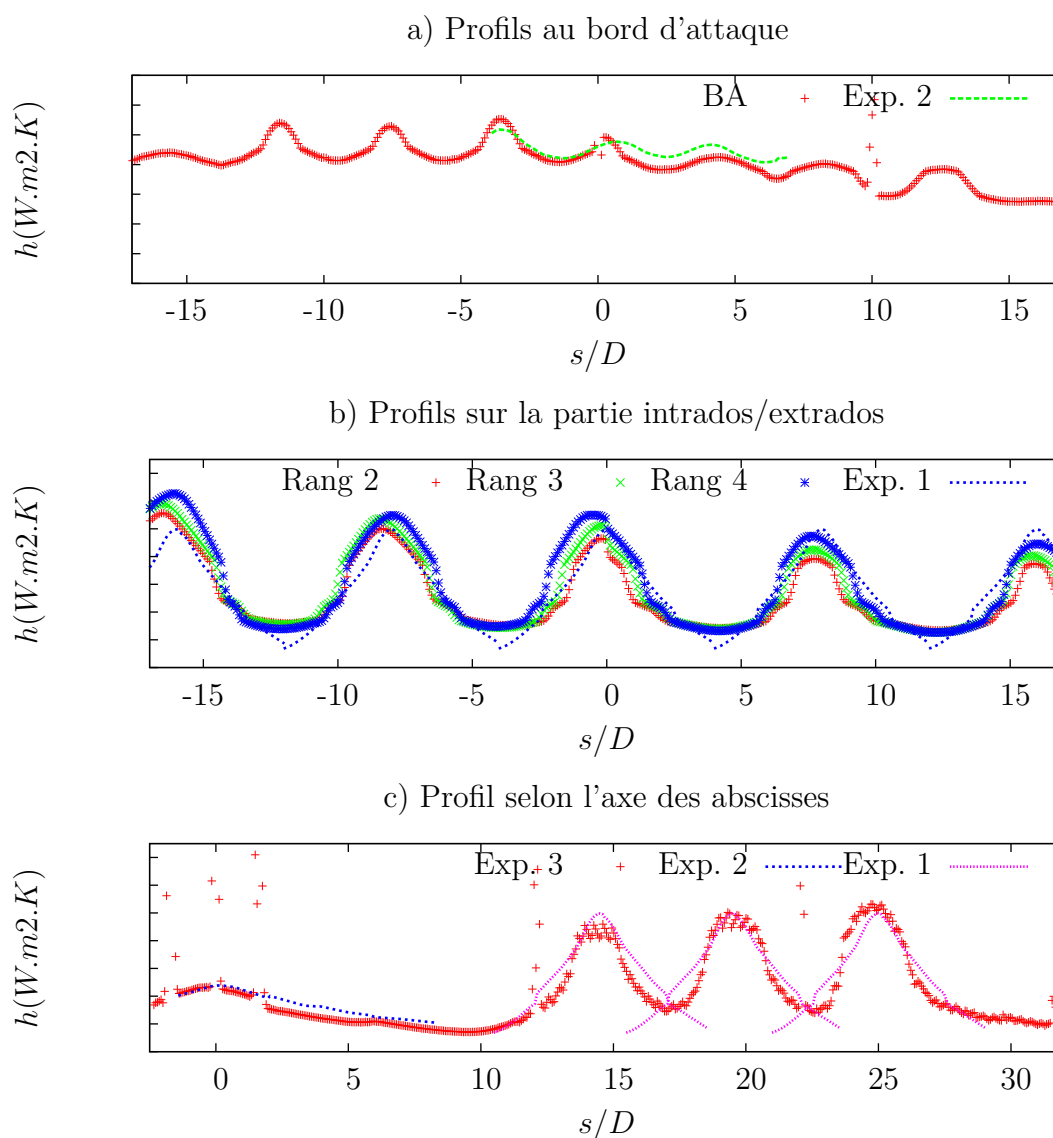 a) Profils au bord d'attaque
BA Exp. 2
h(W.m2.K)
-15 -10 -5 0 5 10 15
s/D
b) Profils sur la partie intrados/extrados
Rang 2 Rang 3 Rang 4 Exp. 1
h(W.m2.K)
-15 -10 -5 0 5 10 15
s/D
c) Profil selon l'axe des abscisses
Exp. 3 Exp. 2 Exp. 1
h(W.m2.K)
0 5 10 15 20 25 30
s/D